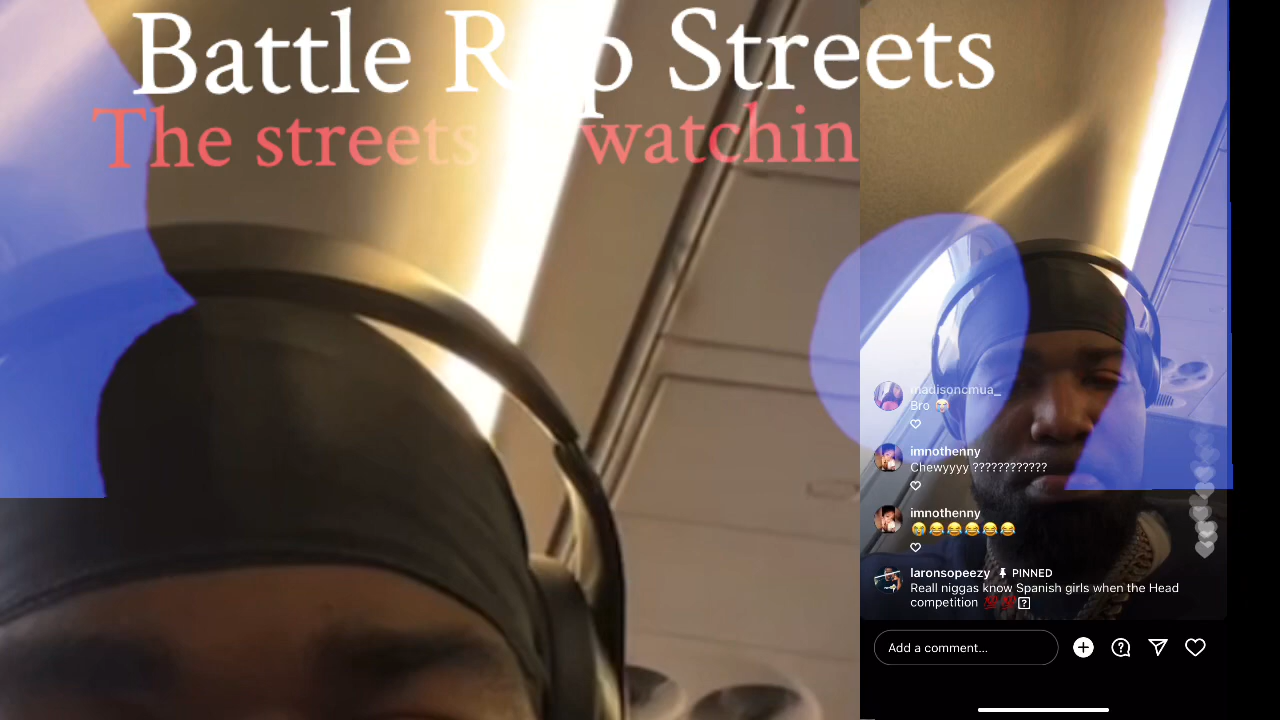 Battle R p Streets
The streets watchin
madisoncmua_
Bro 😭
imnothenny
Chewyyyy ????????????
imnothenny
😭😂😂😂😂😂
laronsopeezy PINNED
Reall niggas know Spanish girls when the Head
competition 💯💯?
Add a comment...